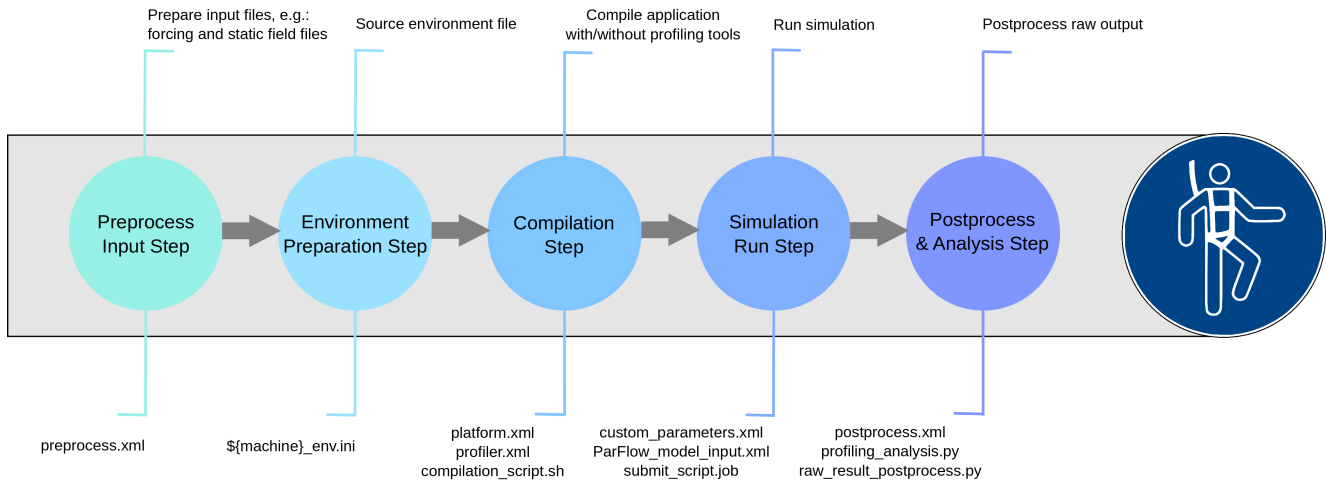 Prepare input files, e.g.:
forcing and static field files
Source environment file
Compile application
with/without profiling tools
Run simulation
Postprocess raw output
Preprocess
Input Step
Environment
Preparation Step
Compilation
Step
Simulation
Run Step
Postprocess
& Analysis Step
preprocess.xml
${machine}_env.ini
platform.xml
profiler.xml
compilation_script.sh
custom_parameters.xml
ParFlow_model_input.xml
submit_script.job
postprocess.xml
profiling_analysis.py
raw_result_postprocess.py